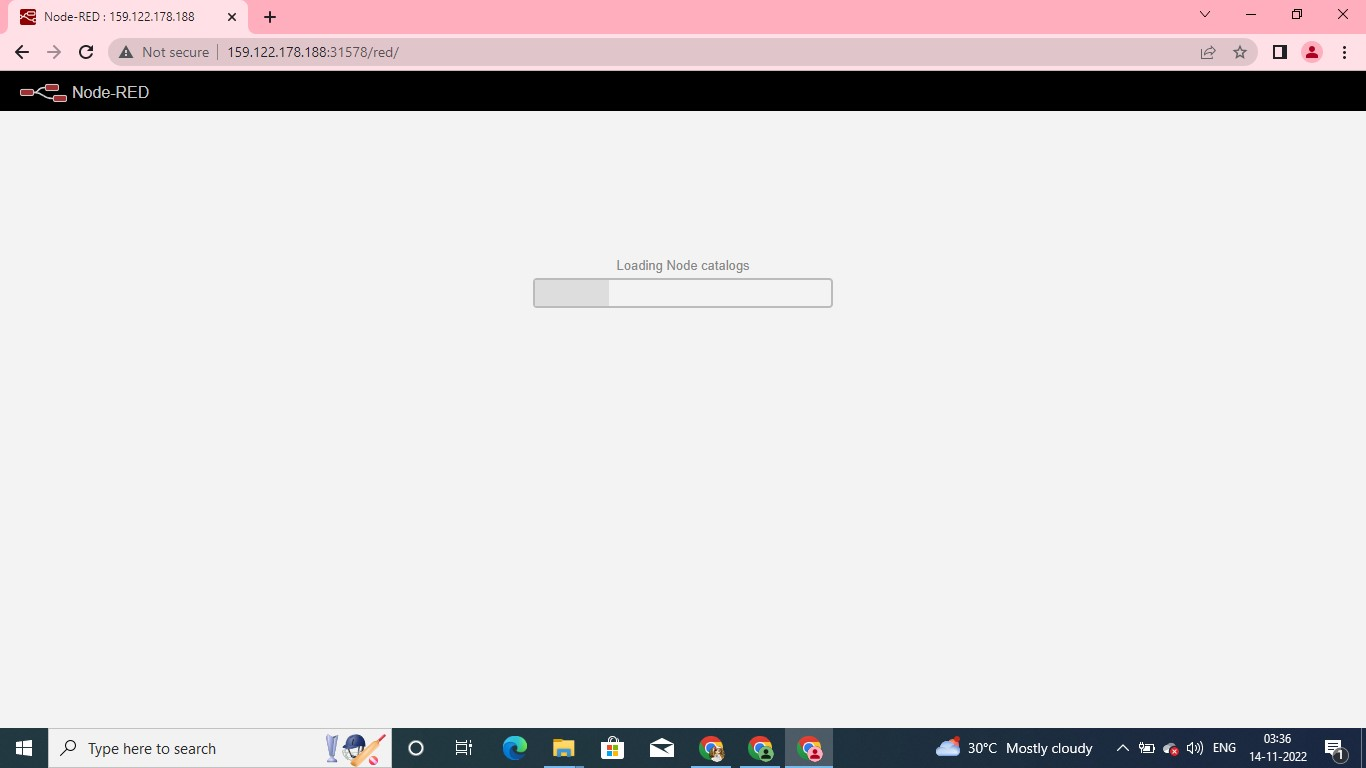 Node-RED : 159.122.178.188
Not secure
159.122.178.188:31578/red/
Node-RED
Loading Node catalogs
Type here to search
30°C Mostly cloudy
ENG
03:36
14-11-2022
1